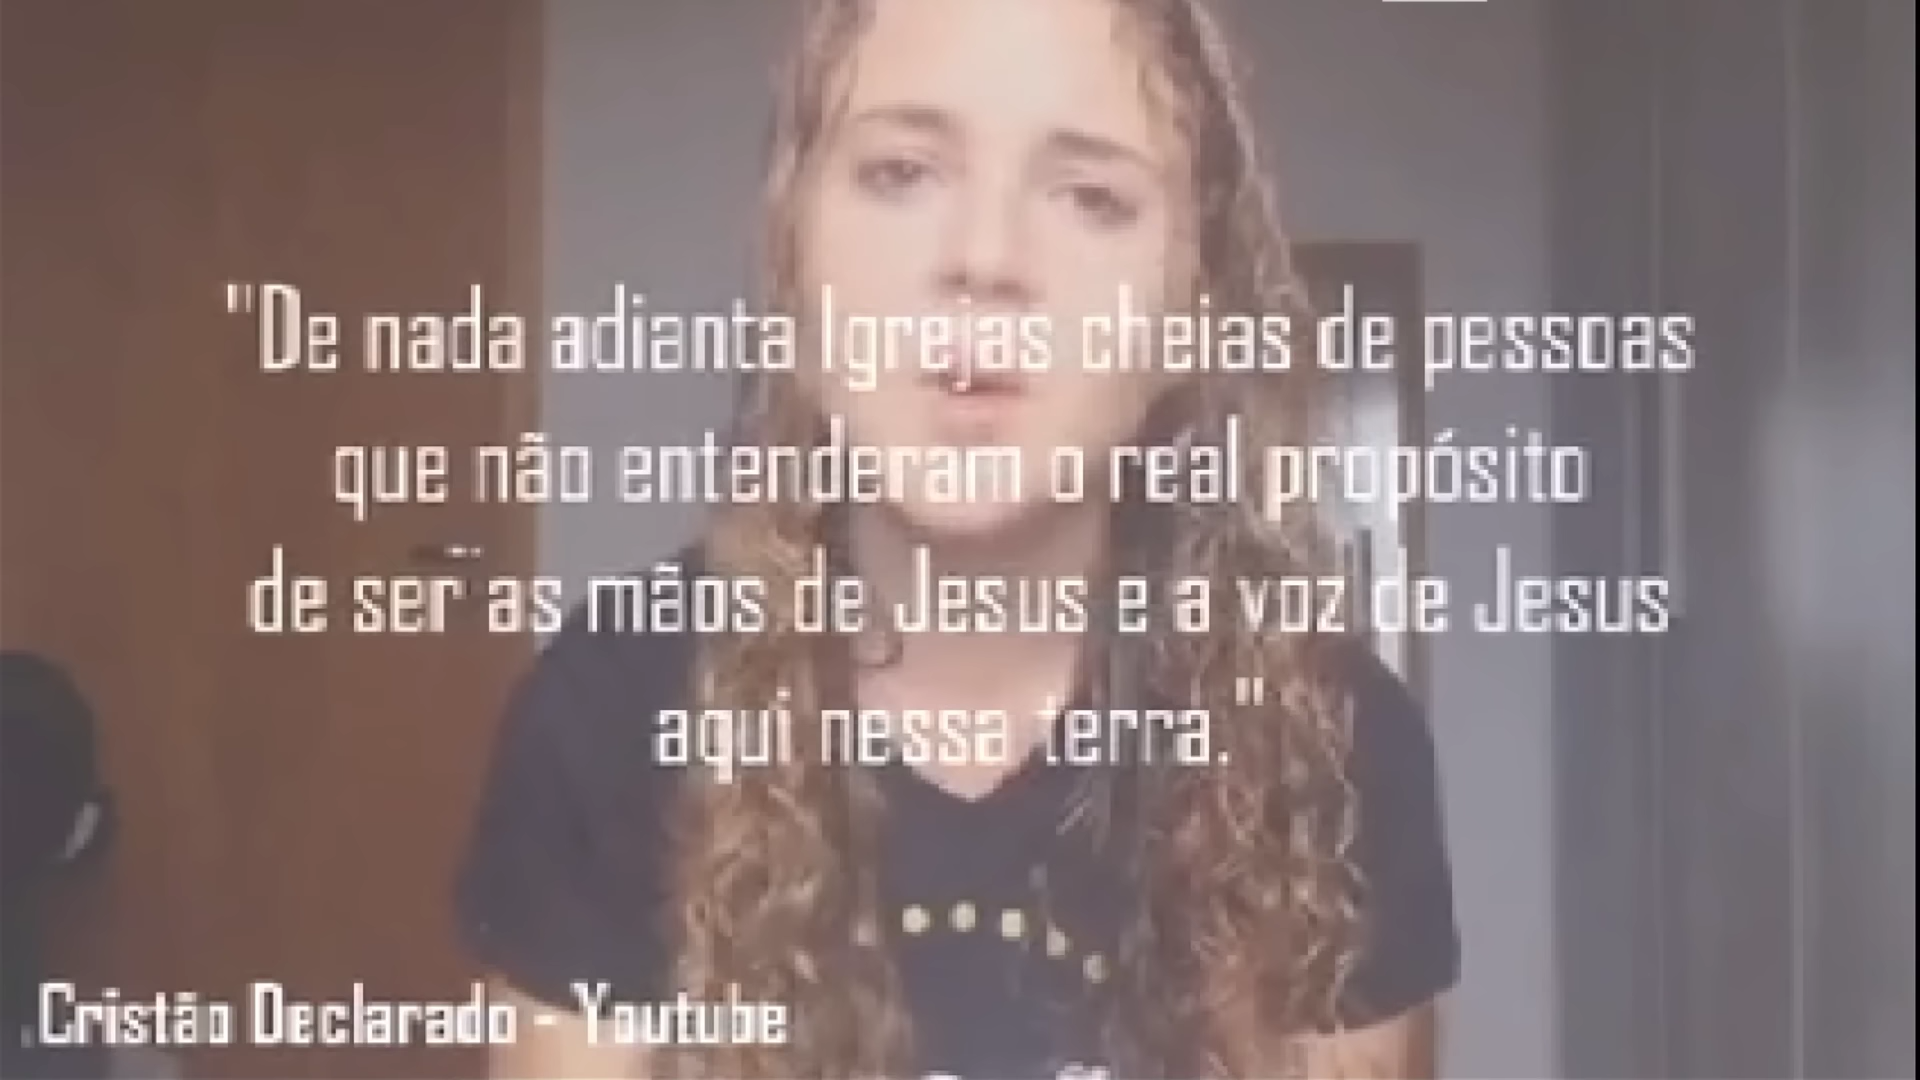 "De nada adianta Igrejas cheias de pessoas
que não entenderam o real propósito
de ser as mãos de Jesus e a voz de Jesus
aqui nessa terra."
Cristão Declarado - Youtube